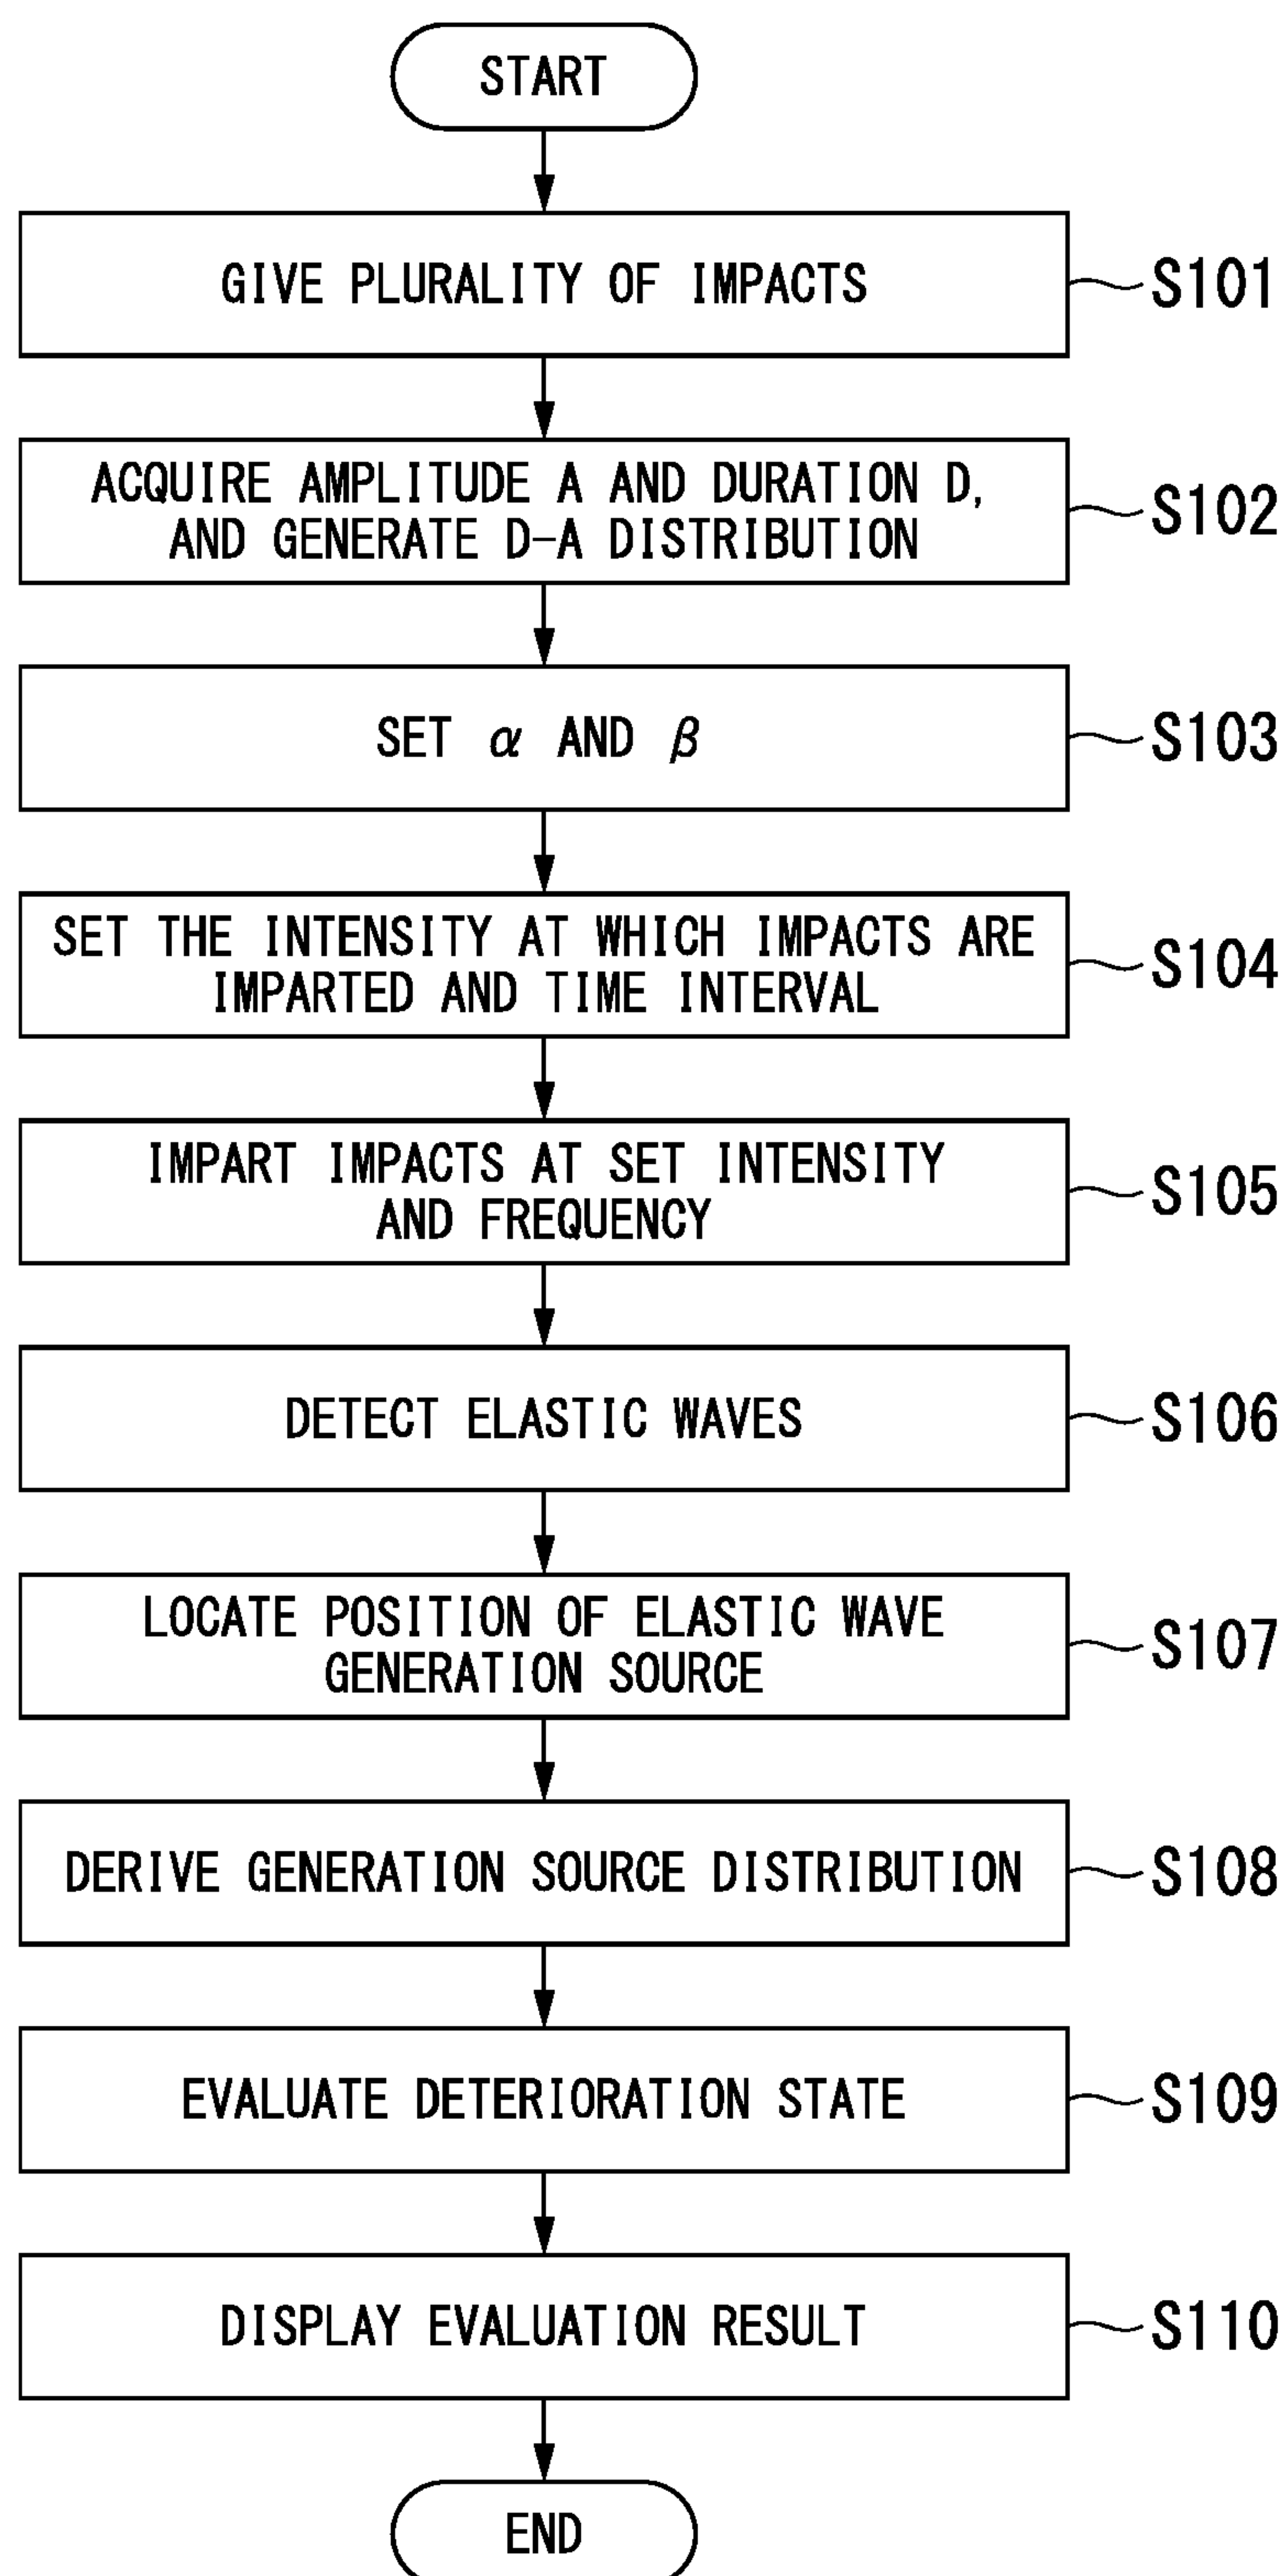 START
GIVE PLURALITY OF IMPACTS
S101
ACQUIRE AMPLITUDE A AND DURATION D,
AND GENERATE D-A DISTRIBUTION
S102
SET α AND β
S103
SET THE INTENSITY AT WHICH IMPACTS ARE
IMPARTED AND TIME INTERVAL
S104
IMPART IMPACTS AT SET INTENSITY
AND FREQUENCY
S105
DETECT ELASTIC WAVES
S106
LOCATE POSITION OF ELASTIC WAVE
GENERATION SOURCE
S107
DERIVE GENERATION SOURCE DISTRIBUTION
S108
EVALUATE DETERIORATION STATE
S109
DISPLAY EVALUATION RESULT
S110
END